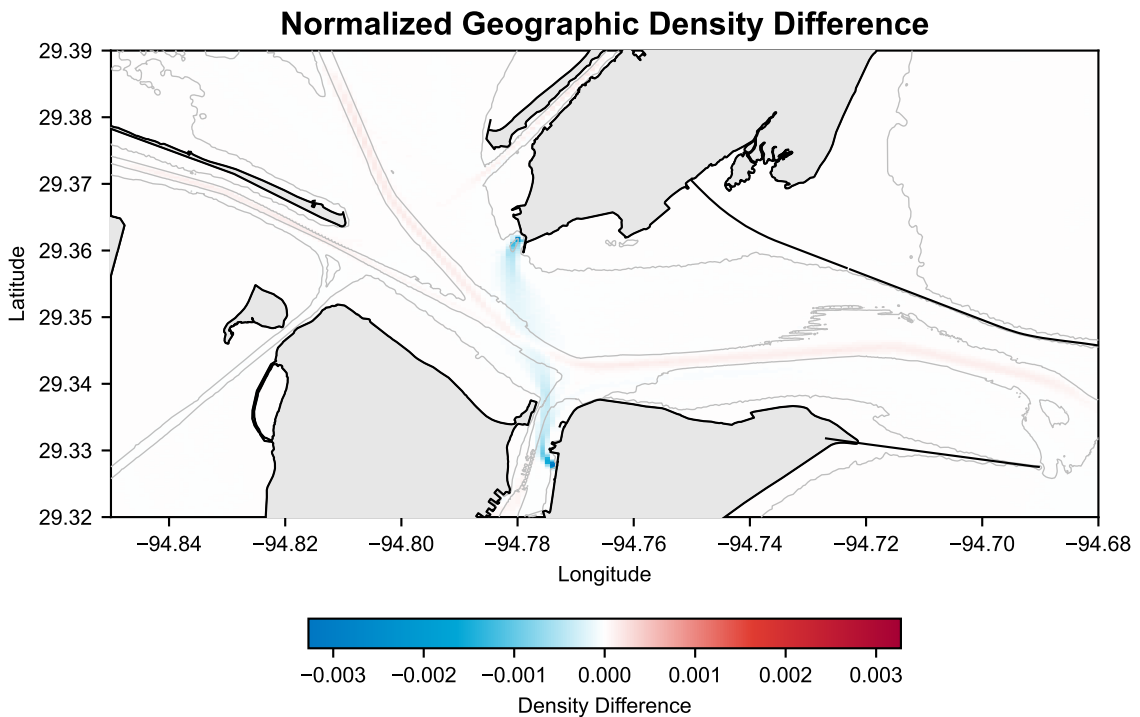 Normalized Geographic Density Difference
29.39
29.38
29.37
29.36
29.35
29.34
29.33
29.32
Latitude
−94.84 −94.82 −94.80 −94.78 −94.76 −94.74 −94.72 −94.70 −94.68
Longitude
−0.003 −0.002 −0.001 0.000 0.001 0.002 0.003
Density Difference